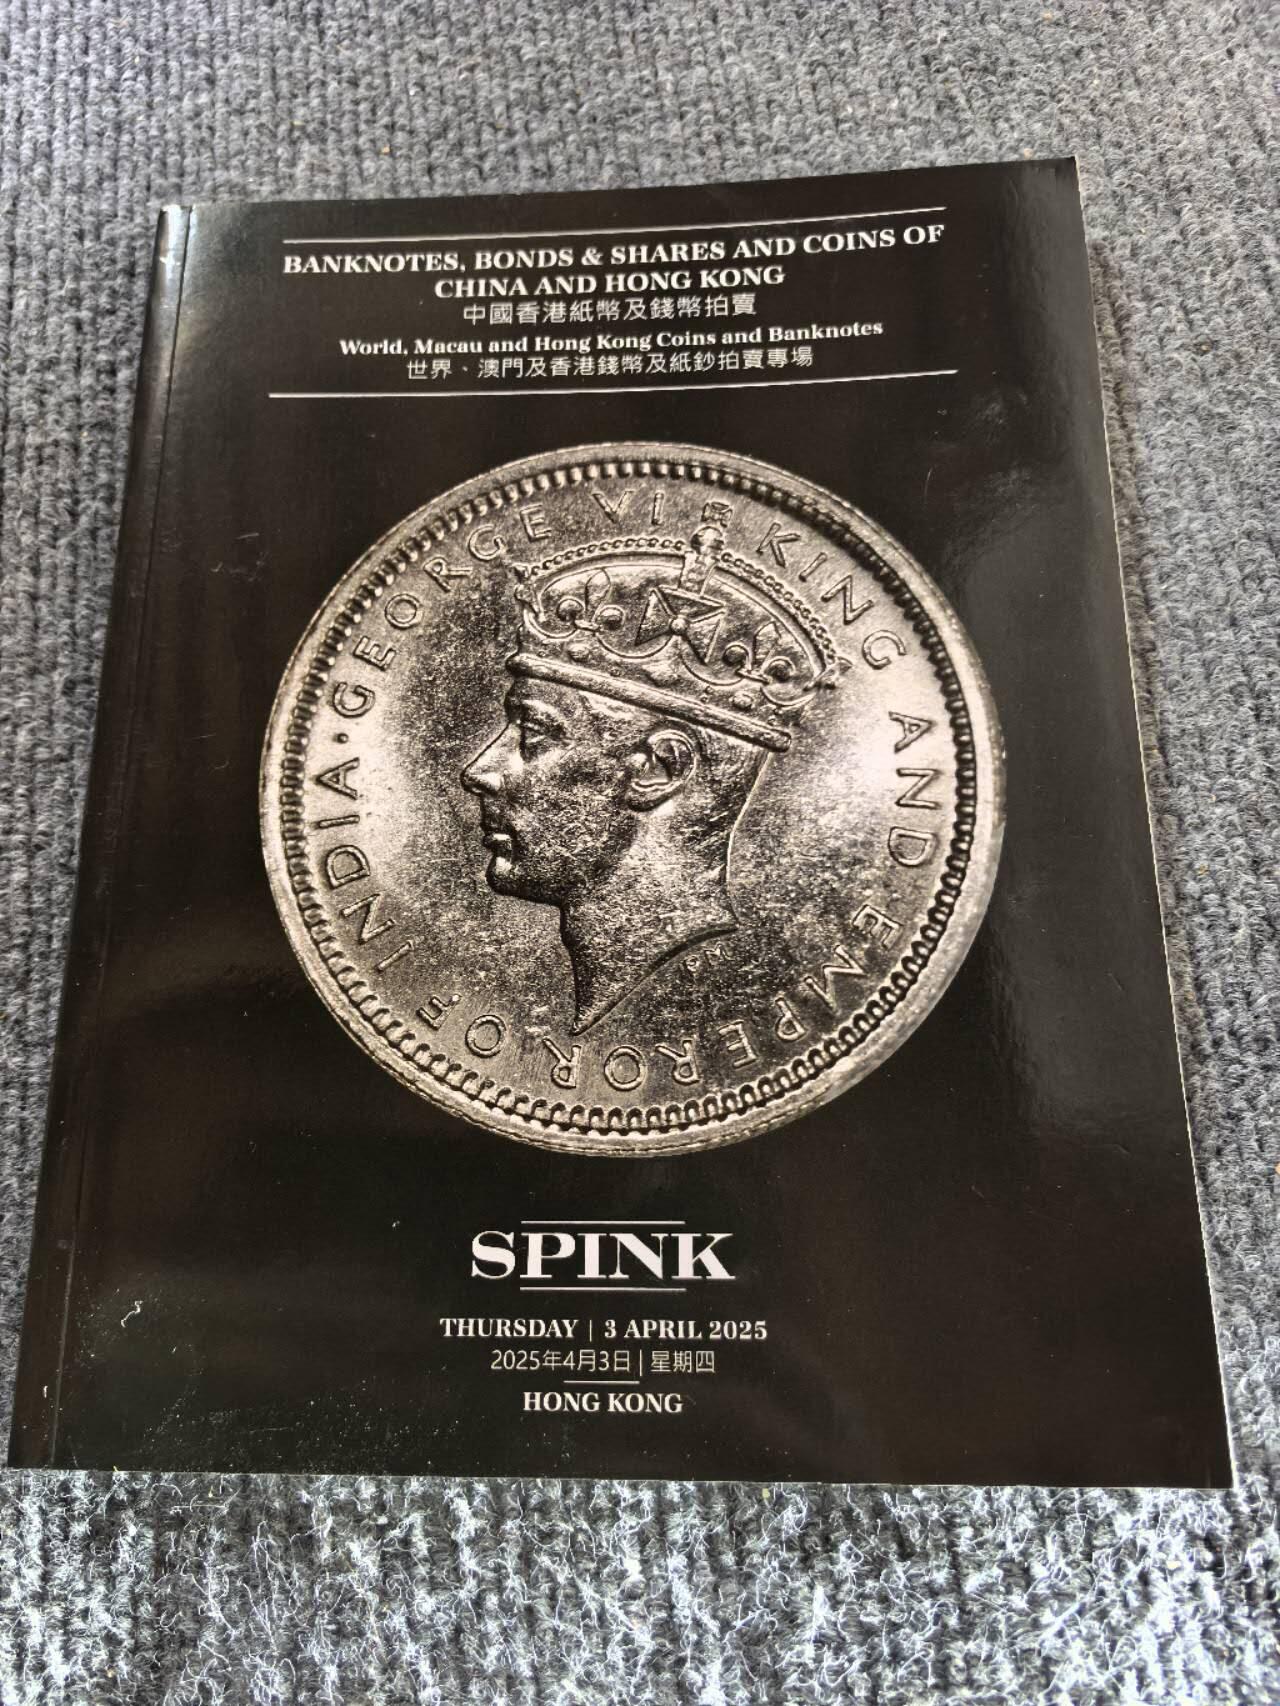 BANKNOTES, BONDS & SHARES AND COINS OF
CHINA AND HONG KONG
中國香港紙幣及錢幣拍賣
World, Macau and Hong Kong Coins and Banknotes
世界、澳門及香港錢幣及紙鈔拍賣專場
GEORGE VI KING AND EMPEROR OF INDIA
PM
SPINK
THURSDAY | 3 APRIL 2025
2025年4月3日 | 星期四
HONG KONG